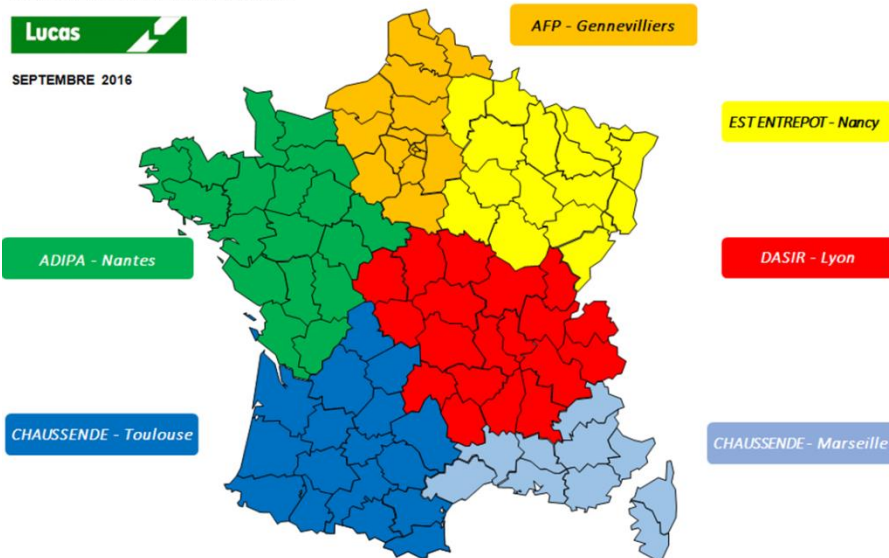 AFP - Gennevilliers
Lucas
SEPTEMBRE 2016
EST ENTREPOT - Nancy
ADIPA - Nantes
DASIR - Lyon
CHAUSSENDE - Toulouse
CHAUSSENDE - Marseille